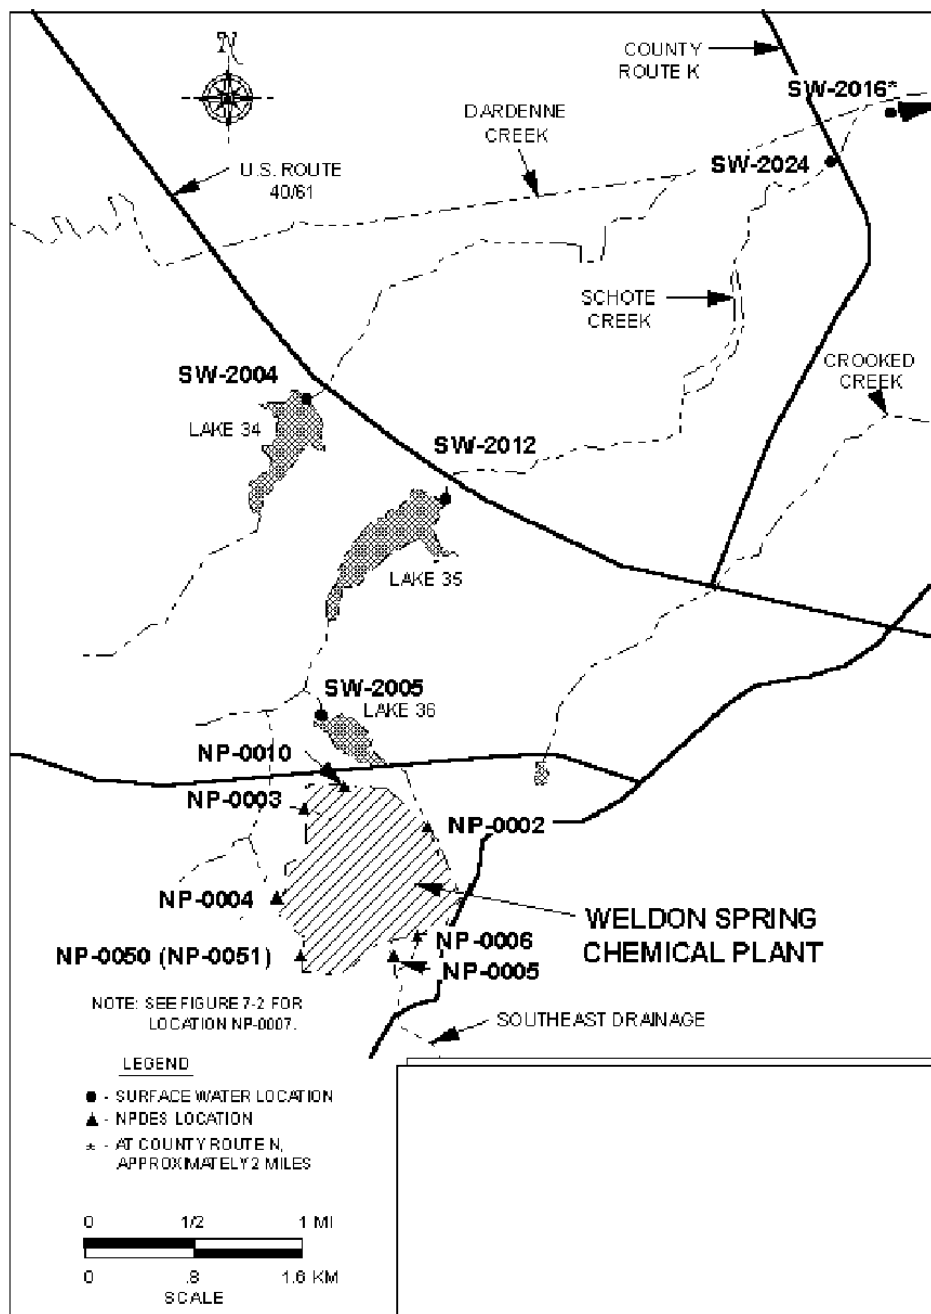 N
COUNTY
ROUTE K
SW-2016*
DARDENNE
CREEK
SW-2024
U.S. ROUTE
40/61
SCHOTE
CREEK
CROOKED
CREEK
SW-2004
LAKE 34
SW-2012
LAKE 35
SW-2005
LAKE 36
NP-0010
NP-0003
NP-0002
NP-0004
WELDON SPRING
CHEMICAL PLANT
NP-0006
NP-0050 (NP-0051)
NP-0005
NOTE: SEE FIGURE 7-2 FOR
LOCATION NP-0007.
SOUTHEAST DRAINAGE
LEGEND
● - SURFACE WATER LOCATION
▲ - NPDES LOCATION
* - AT COUNTY ROUTE N,
APPROXIMATELY 2 MILES
0 1/2 1 MI
0 .8 1.6 KM
SCALE